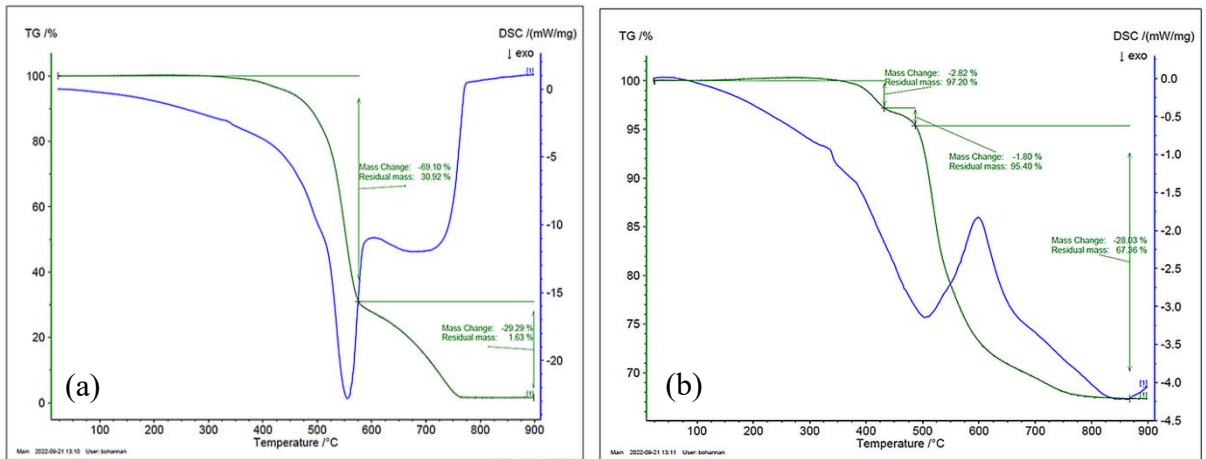 TG /%
DSC /(mW/mg)
↓ exo
[1]
100
80
60
40
20
0
0
-5
-10
-15
-20
Mass Change: -69.10 %
Residual mass: 30.92 %
Mass Change: -29.29 %
Residual mass: 1.63 %
[1]
(a)
100 200 300 400 500 600 700 800 900
Temperature /°C
Main 2022-09-21 13:10 User: bohannan
TG /%
DSC /(mW/mg)
↓ exo
100
95
90
85
80
75
70
0.0
-0.5
-1.0
-1.5
-2.0
-2.5
-3.0
-3.5
-4.0
-4.5
Mass Change: -2.82 %
Residual mass: 97.20 %
Mass Change: -1.80 %
Residual mass: 95.40 %
Mass Change: -28.03 %
Residual mass: 67.36 %
[1]
[1]
(b)
100 200 300 400 500 600 700 800 900
Temperature /°C
Main 2022-09-21 13:11 User: bohannan